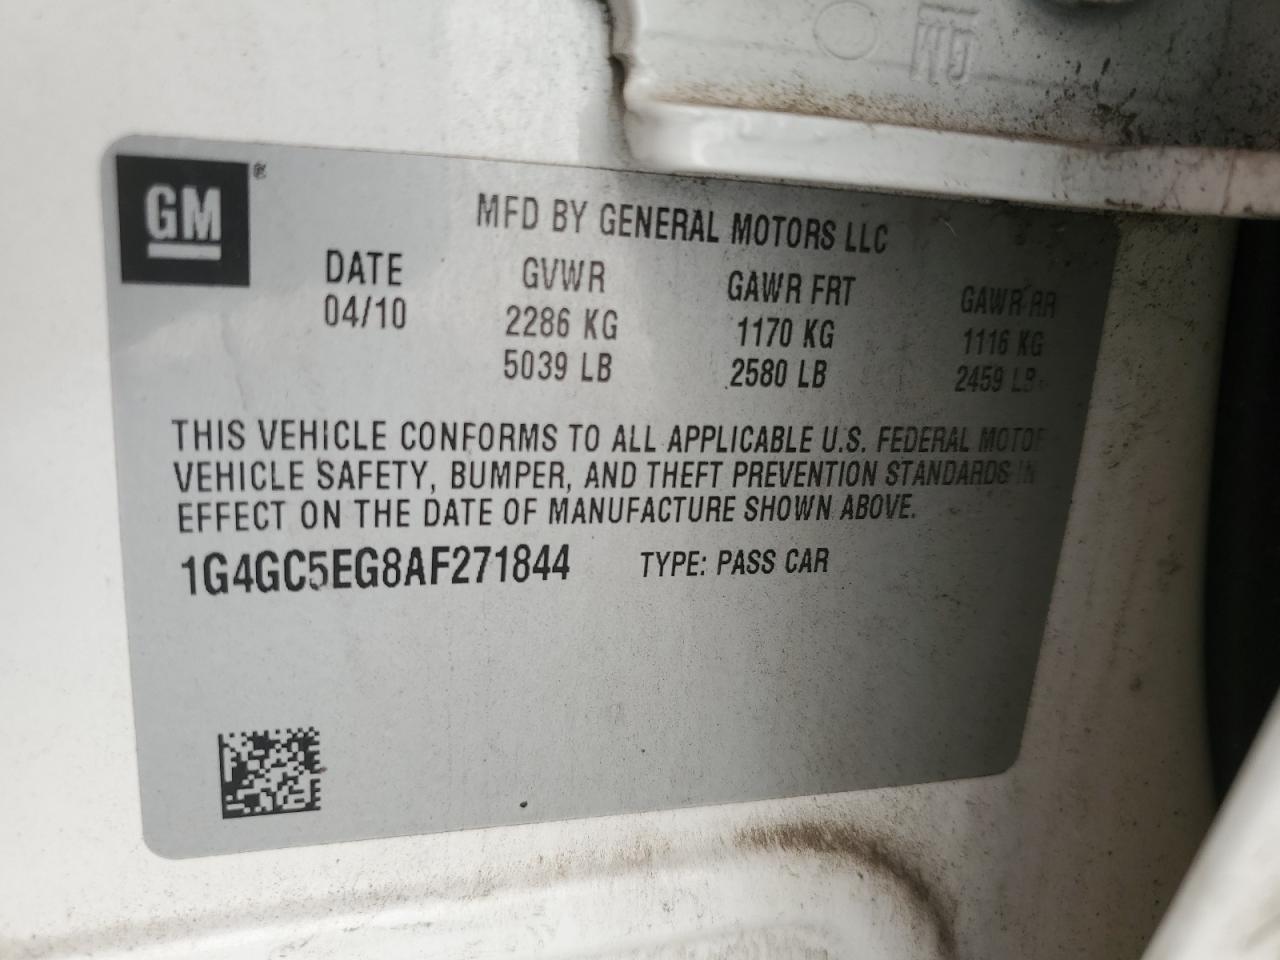 GM
GM ®
MFD BY GENERAL MOTORS LLC
DATE GVWR GAWR FRT GAWR RR
04/10 2286 KG 1170 KG 1116 KG
5039 LB 2580 LB 2459 LB
THIS VEHICLE CONFORMS TO ALL APPLICABLE U.S. FEDERAL MOTOR
VEHICLE SAFETY, BUMPER, AND THEFT PREVENTION STANDARDS IN
EFFECT ON THE DATE OF MANUFACTURE SHOWN ABOVE.
1G4GC5EG8AF271844 TYPE: PASS CAR